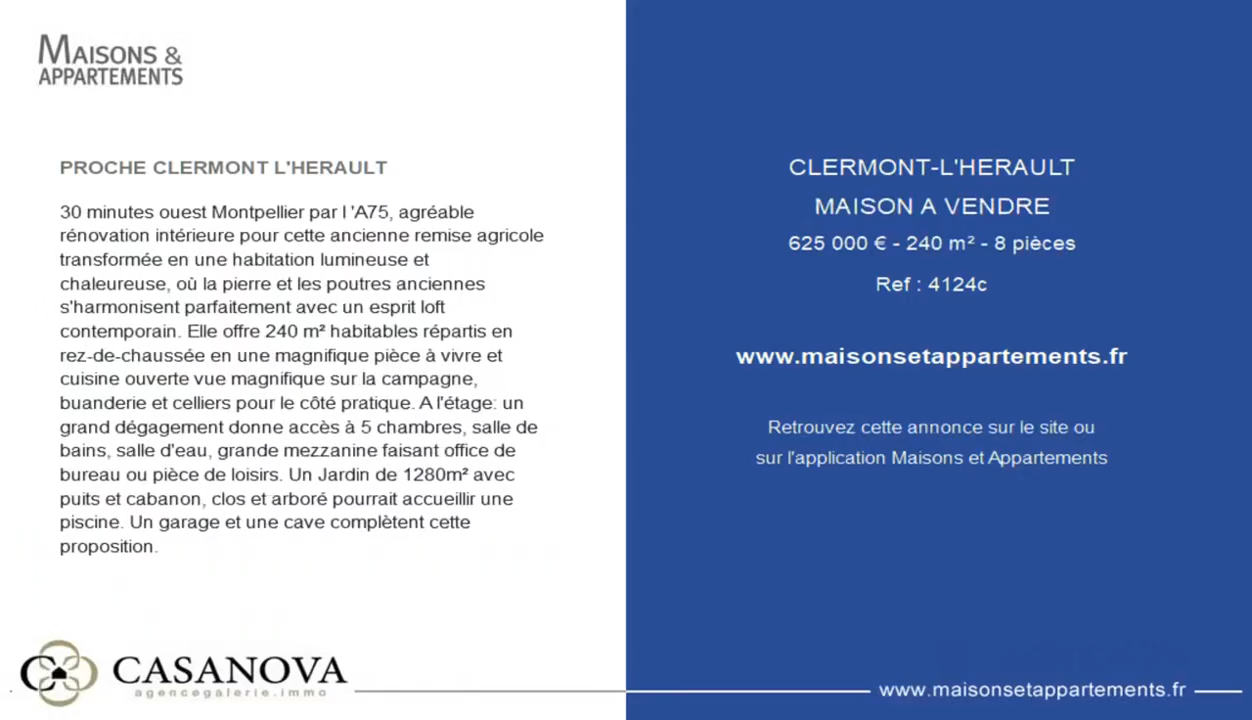 MAISONS &
APPARTEMENTS
PROCHE CLERMONT L'HERAULT
30 minutes ouest Montpellier par l 'A75, agréable
rénovation intérieure pour cette ancienne remise agricole
transformée en une habitation lumineuse et
chaleureuse, où la pierre et les poutres anciennes
s'harmonisent parfaitement avec un esprit loft
contemporain. Elle offre 240 m² habitables répartis en
rez-de-chaussée en une magnifique pièce à vivre et
cuisine ouverte vue magnifique sur la campagne,
buanderie et celliers pour le côté pratique. A l'étage: un
grand dégagement donne accès à 5 chambres, salle de
bains, salle d'eau, grande mezzanine faisant office de
bureau ou pièce de loisirs. Un Jardin de 1280m² avec
puits et cabanon, clos et arboré pourrait accueillir une
piscine. Un garage et une cave complètent cette
proposition.
CASANOVA
agencegalerie.immo
CLERMONT-L'HERAULT
MAISON A VENDRE
625 000 € - 240 m² - 8 pièces
Ref : 4124c
www.maisonsetappartements.fr
Retrouvez cette annonce sur le site ou
sur l'application Maisons et Appartements
www.maisonsetappartements.fr